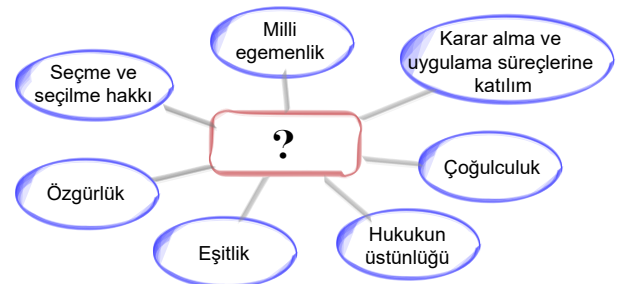 Milli
egemenlik
Karar alma ve
uygulama süreçlerine
katılım
Seçme ve
seçilme hakkı
?
Çoğulculuk
Özgürlük
Hukukun
üstünlüğü
Eşitlik